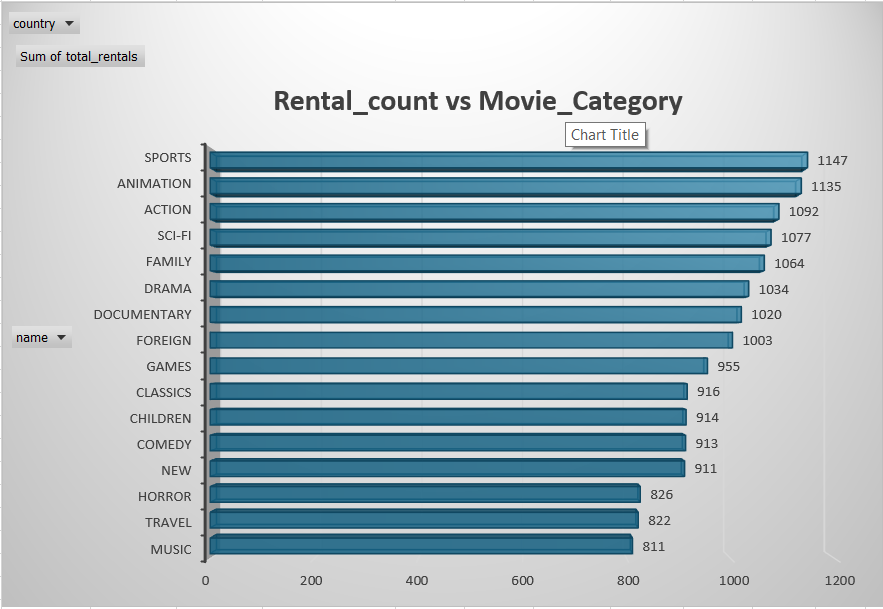 country
Sum of total_rentals
Rental_count vs Movie_Category
Chart Title
SPORTS 1147
ANIMATION 1135
ACTION 1092
SCI-FI 1077
FAMILY 1064
DRAMA 1034
DOCUMENTARY 1020
name
FOREIGN 1003
GAMES 955
CLASSICS 916
CHILDREN 914
COMEDY 913
NEW 911
HORROR 826
TRAVEL 822
MUSIC 811
0 200 400 600 800 1000 1200